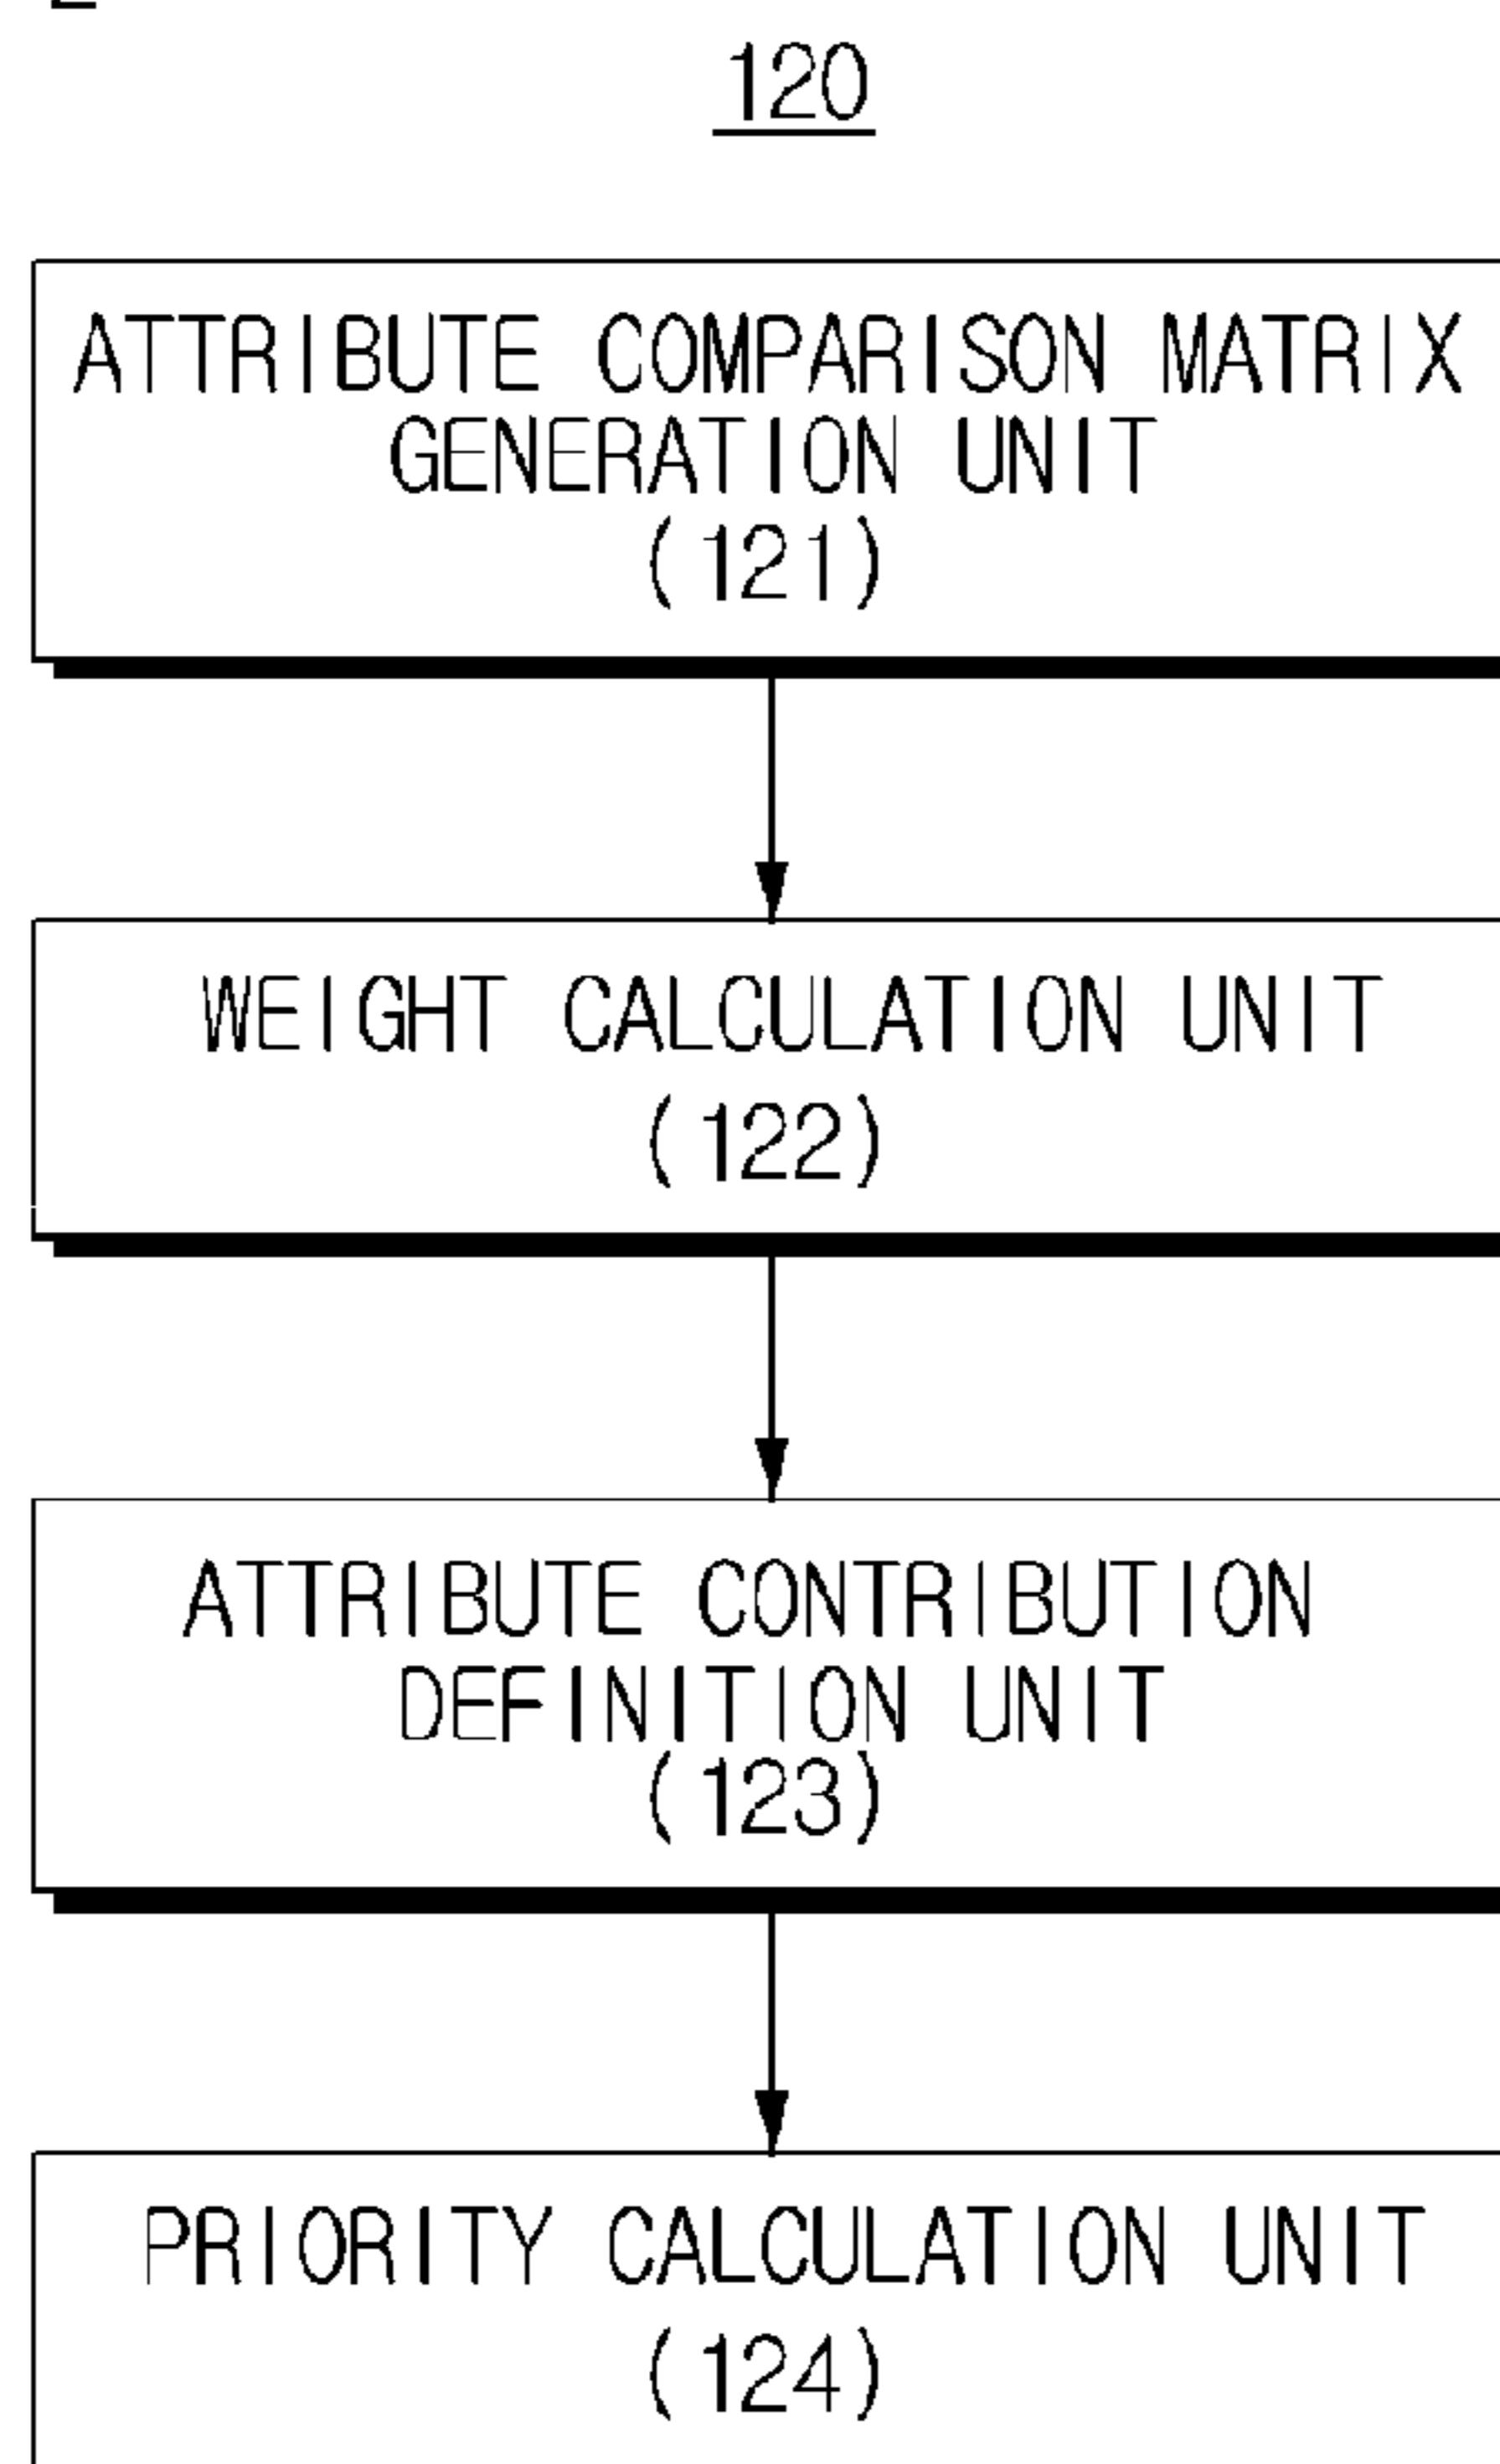 120
ATTRIBUTE COMPARISON MATRIX
GENERATION UNIT
(121)
WEIGHT CALCULATION UNIT
(122)
ATTRIBUTE CONTRIBUTION
DEFINITION UNIT
(123)
PRIORITY CALCULATION UNIT
(124)